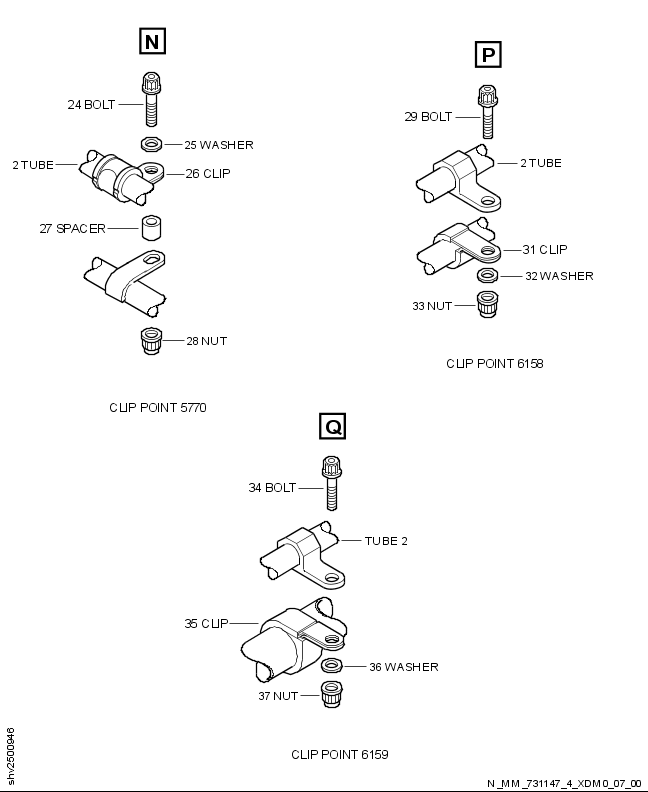 N
24 BOLT
25 WASHER
2 TUBE
26 CLIP
27 SPACER
28 NUT
CLIP POINT 5770
P
29 BOLT
2 TUBE
31 CLIP
32 WASHER
33 NUT
CLIP POINT 6158
Q
34 BOLT
TUBE 2
35 CLIP
36 WASHER
37 NUT
CLIP POINT 6159
shv2500946
N_MM_731147_4_XDM0_07_00